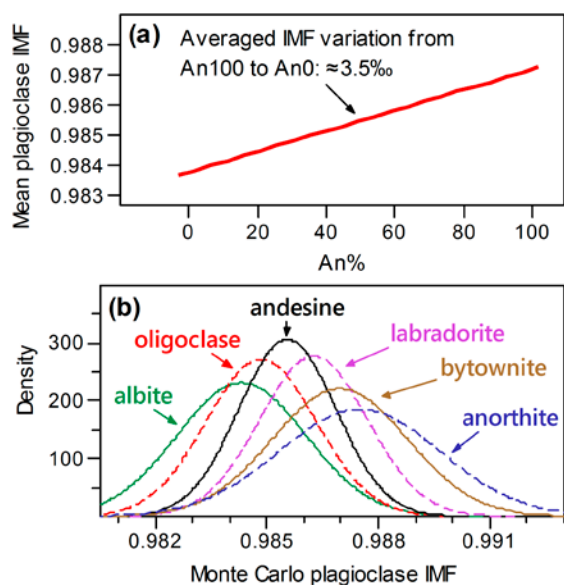 (a)
Averaged IMF variation from
An100 to An0: ≈3.5‰
Mean plagioclase IMF
0.988
0.987
0.986
0.985
0.984
0.983
0 20 40 60 80 100
An%
(b)
andesine
oligoclase
labradorite
albite
bytownite
anorthite
Density
300
200
100
0.982 0.985 0.988 0.991
Monte Carlo plagioclase IMF